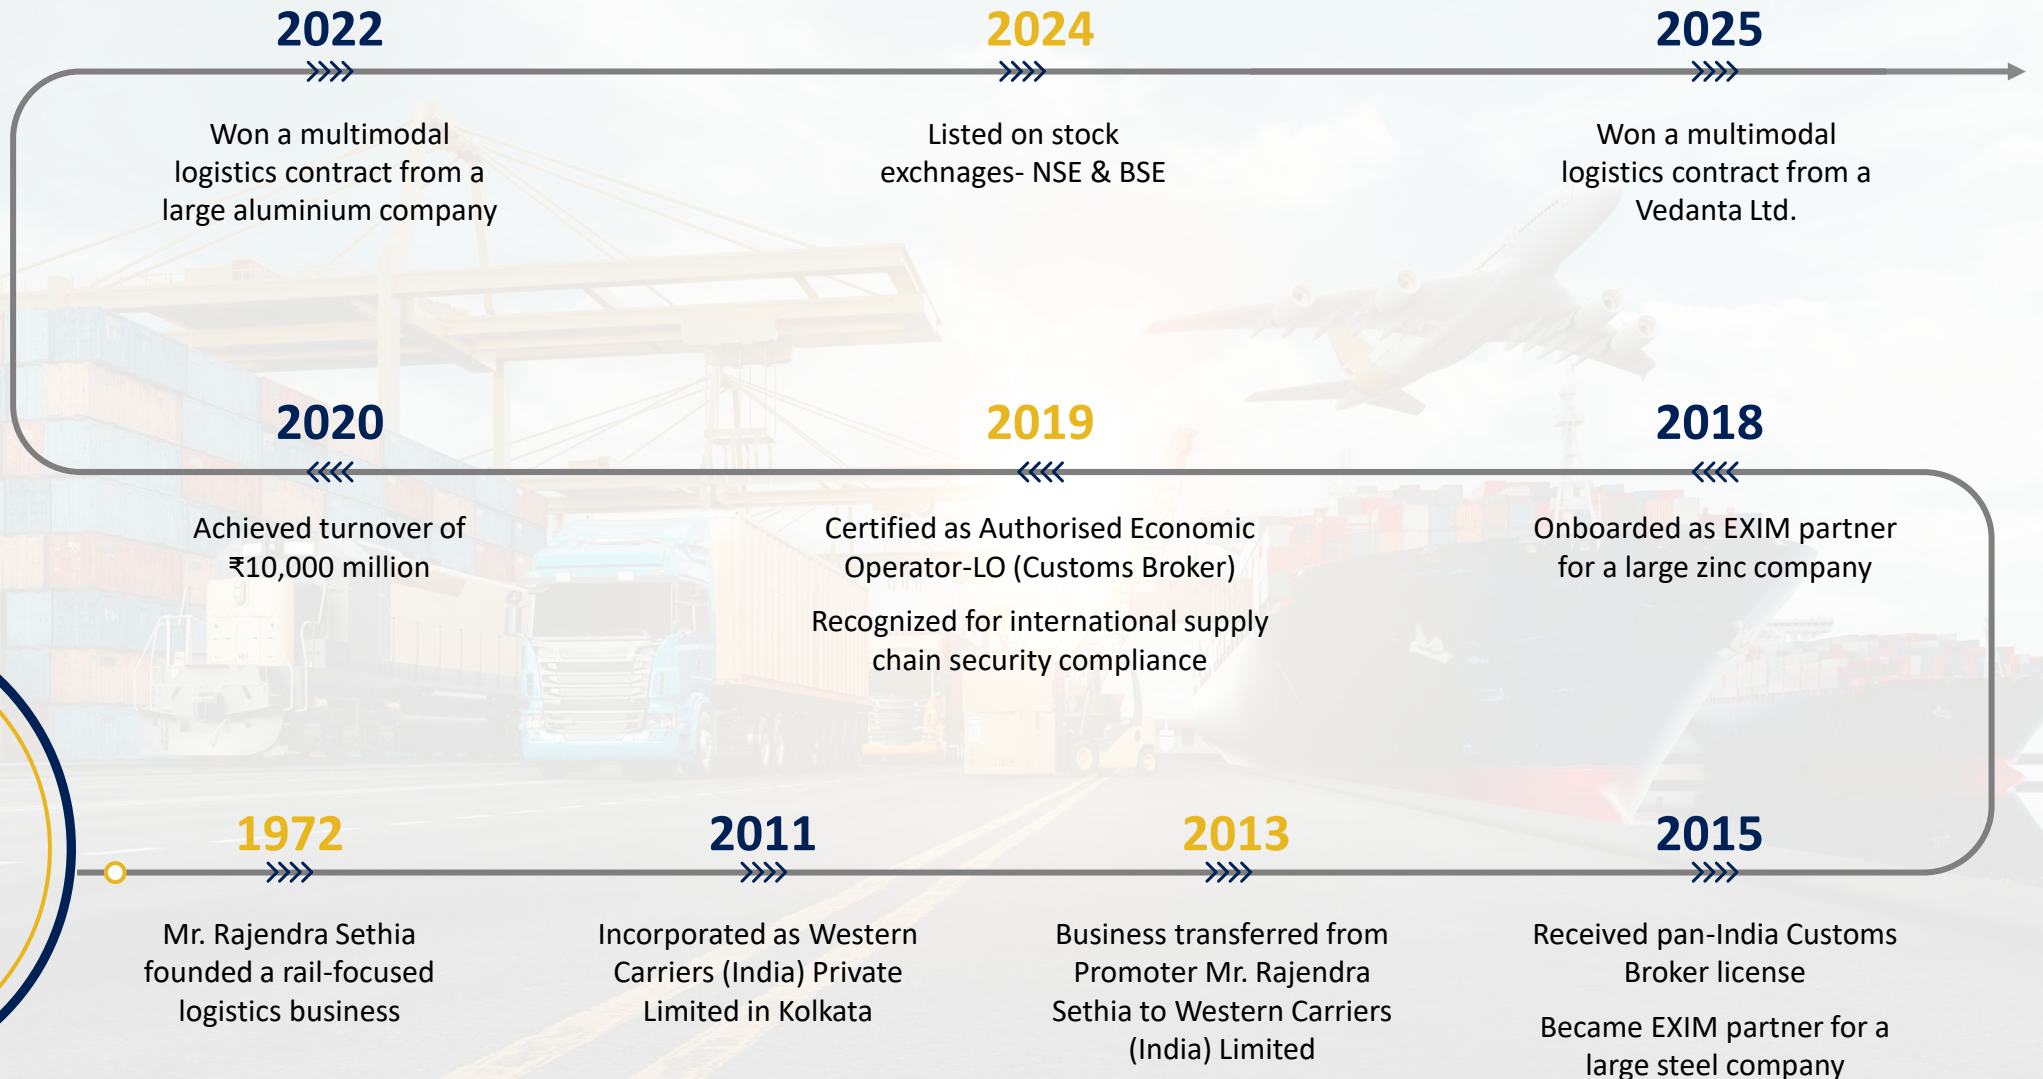 2022
Won a multimodal
logistics contract from a
large aluminium company
2024
Listed on stock
exchnages- NSE & BSE
2025
Won a multimodal
logistics contract from a
Vedanta Ltd.
2020
Achieved turnover of
₹10,000 million
2019
Certified as Authorised Economic
Operator-LO (Customs Broker)
Recognized for international supply
chain security compliance
2018
Onboarded as EXIM partner
for a large zinc company
1972
Mr. Rajendra Sethia
founded a rail-focused
logistics business
2011
Incorporated as Western
Carriers (India) Private
Limited in Kolkata
2013
Business transferred from
Promoter Mr. Rajendra
Sethia to Western Carriers
(India) Limited
2015
Received pan-India Customs
Broker license
Became EXIM partner for a
large steel company